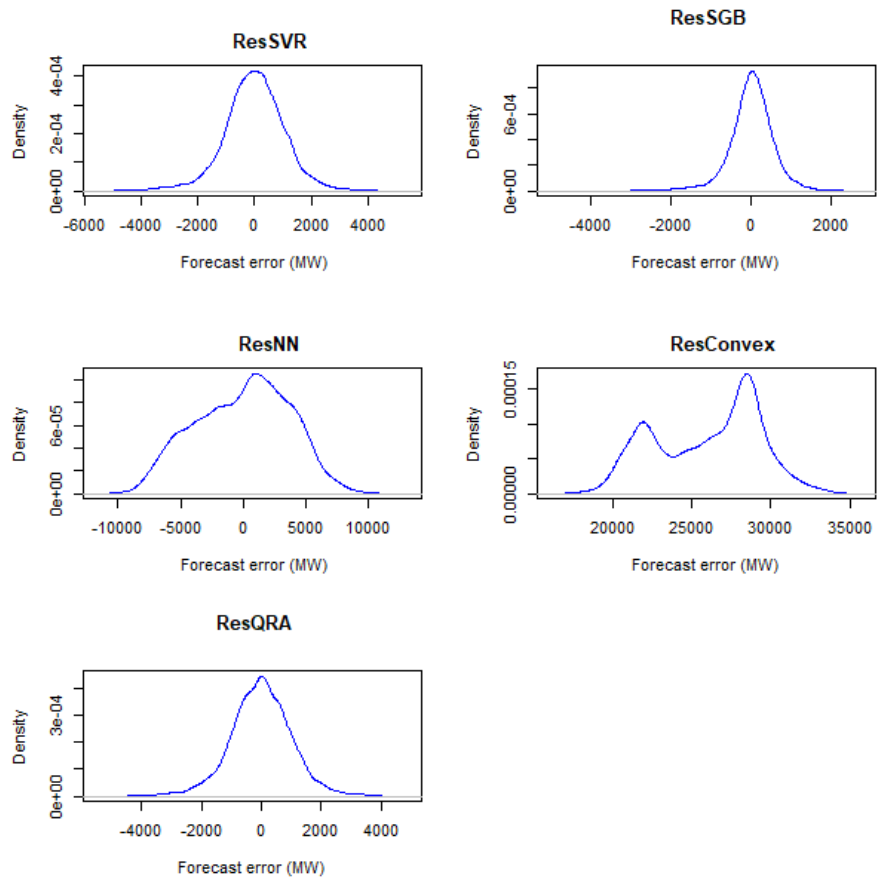 ResSVR
Density
0e+00 2e-04 4e-04
-6000 -4000 -2000 0 2000 4000
Forecast error (MW)
ResSGB
Density
0e+00 6e-04
-4000 -2000 0 2000
Forecast error (MW)
ResNN
Density
0e+00 6e-05
-10000 -5000 0 5000 10000
Forecast error (MW)
ResConvex
Density
0.00000 0.00015
20000 25000 30000 35000
Forecast error (MW)
ResQRA
Density
0e+00 3e-04
-4000 -2000 0 2000 4000
Forecast error (MW)